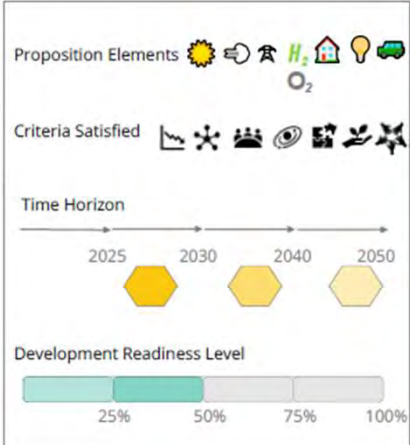 Proposition Elements H₂
O₂
Criteria Satisfied
Time Horizon
2025 2030 2040 2050
Development Readiness Level
25% 50% 75% 100%